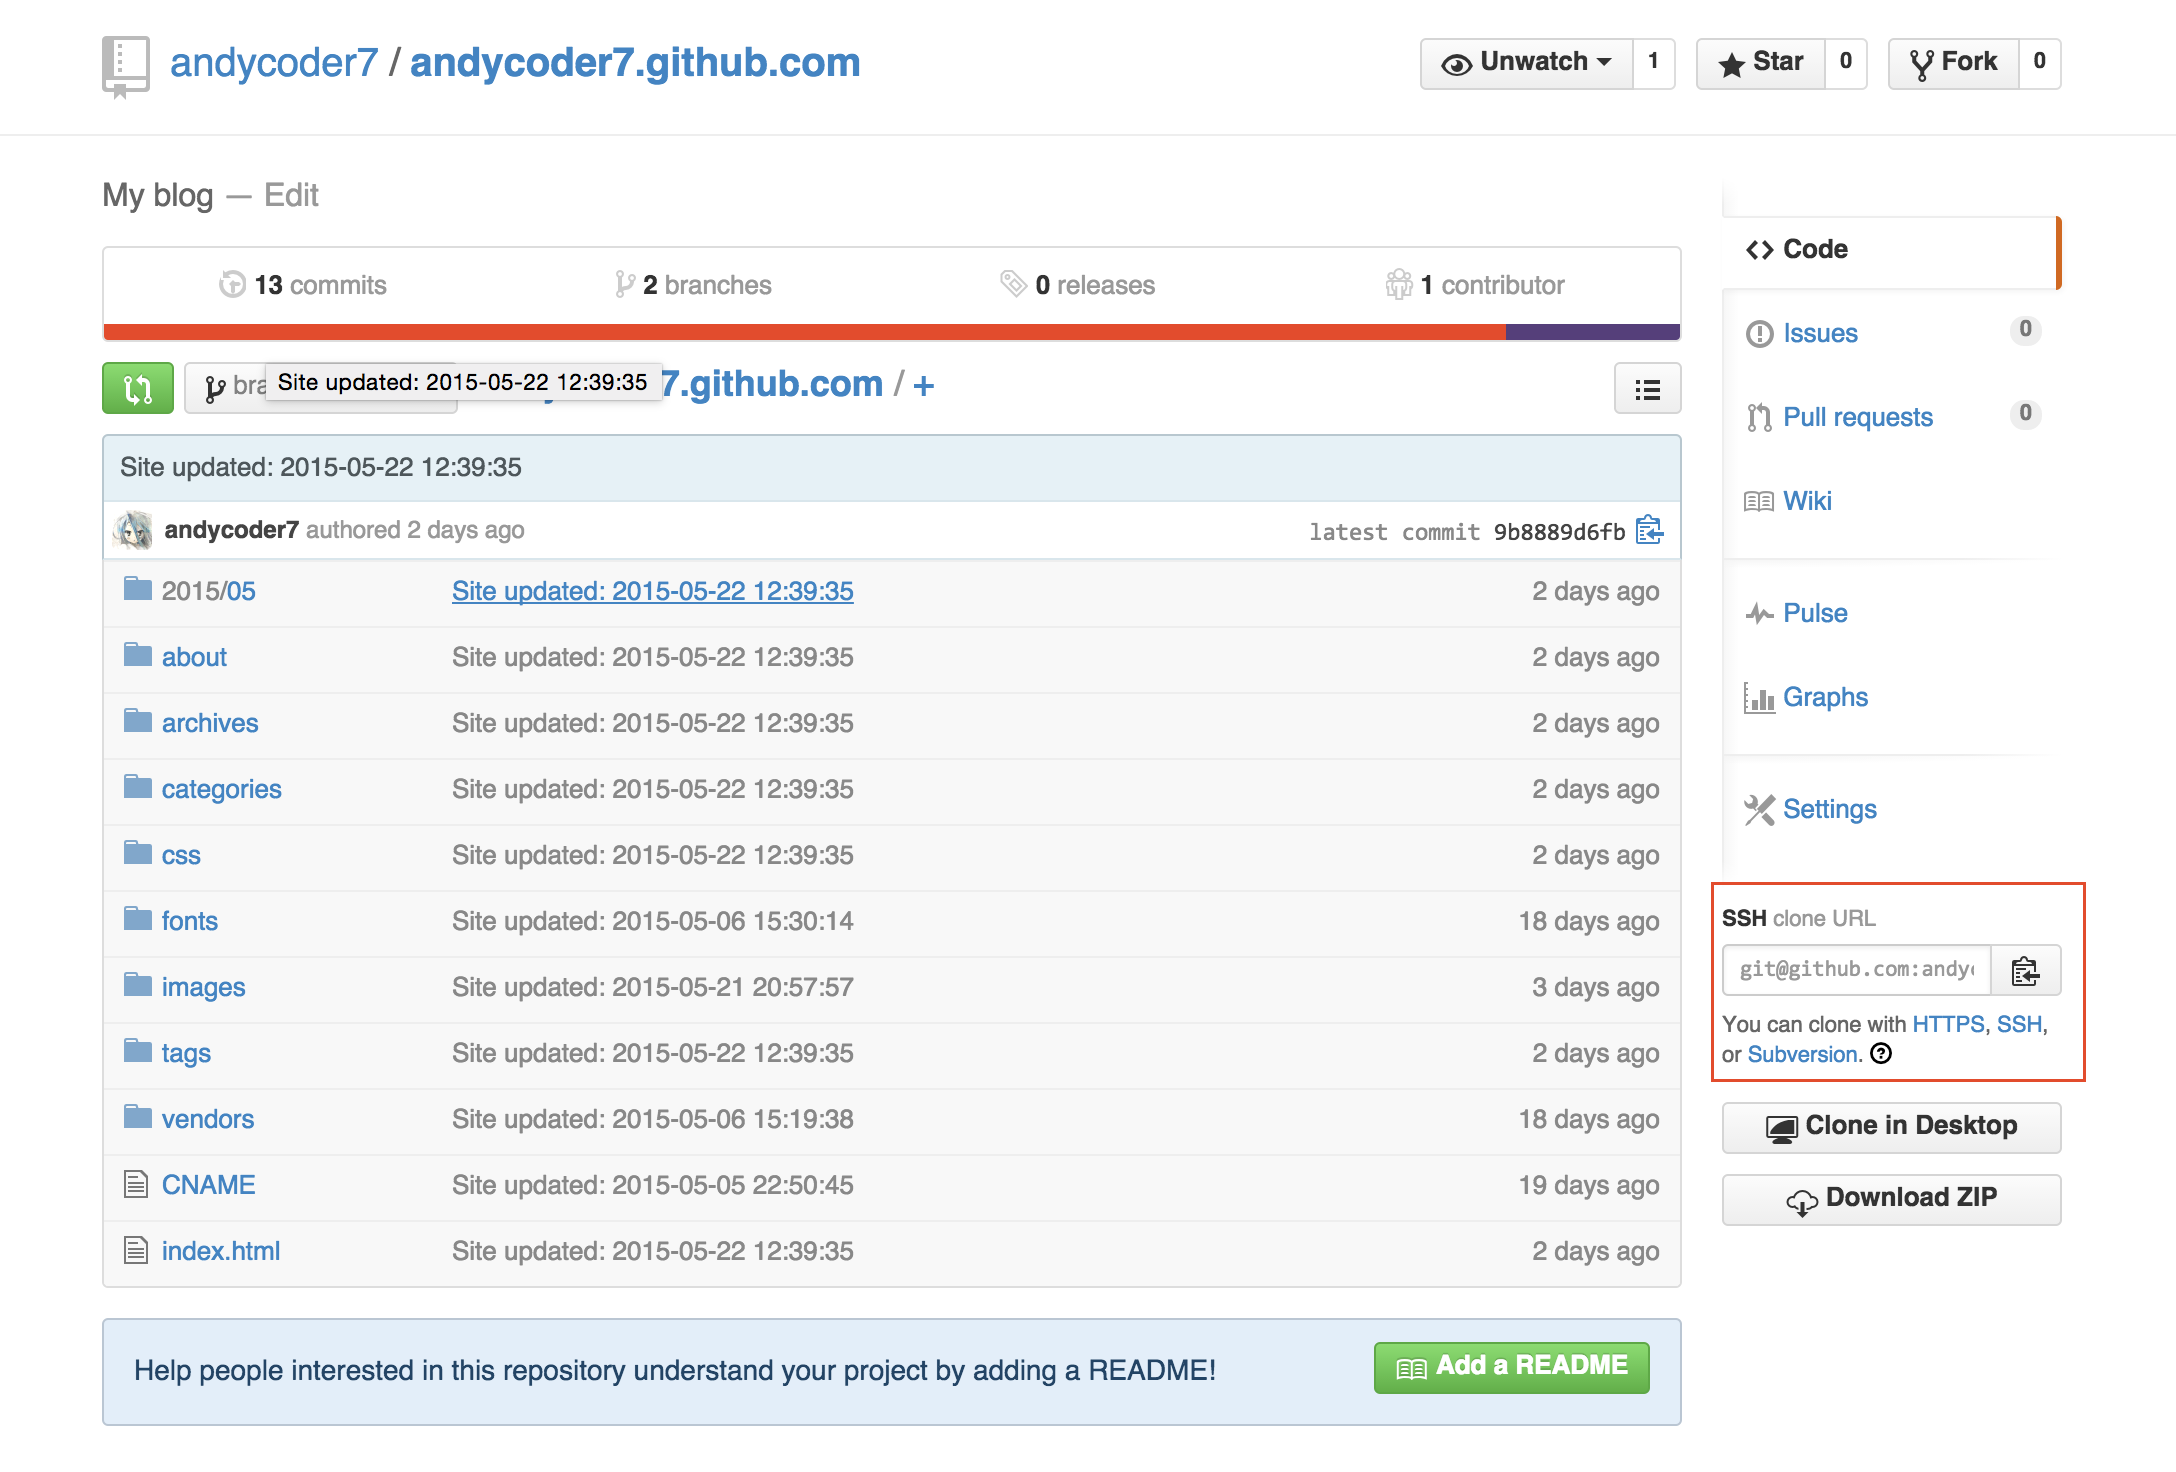 andycoder7 / andycoder7.github.com
Unwatch 1
Star 0
Fork 0
My blog — Edit
13 commits
2 branches
0 releases
1 contributor
Site updated: 2015-05-22 12:39:35
7.github.com / +
Site updated: 2015-05-22 12:39:35
andycoder7 authored 2 days ago
latest commit 9b8889d6fb
2015/05 Site updated: 2015-05-22 12:39:35 2 days ago
about Site updated: 2015-05-22 12:39:35 2 days ago
archives Site updated: 2015-05-22 12:39:35 2 days ago
categories Site updated: 2015-05-22 12:39:35 2 days ago
css Site updated: 2015-05-22 12:39:35 2 days ago
fonts Site updated: 2015-05-06 15:30:14 18 days ago
images Site updated: 2015-05-21 20:57:57 3 days ago
tags Site updated: 2015-05-22 12:39:35 2 days ago
vendors Site updated: 2015-05-06 15:19:38 18 days ago
CNAME Site updated: 2015-05-05 22:50:45 19 days ago
index.html Site updated: 2015-05-22 12:39:35 2 days ago
Help people interested in this repository understand your project by adding a README!
Add a README
Code
Issues 0
Pull requests 0
Wiki
Pulse
Graphs
Settings
SSH clone URL
git@github.com:andy
You can clone with HTTPS, SSH,
or Subversion.
Clone in Desktop
Download ZIP